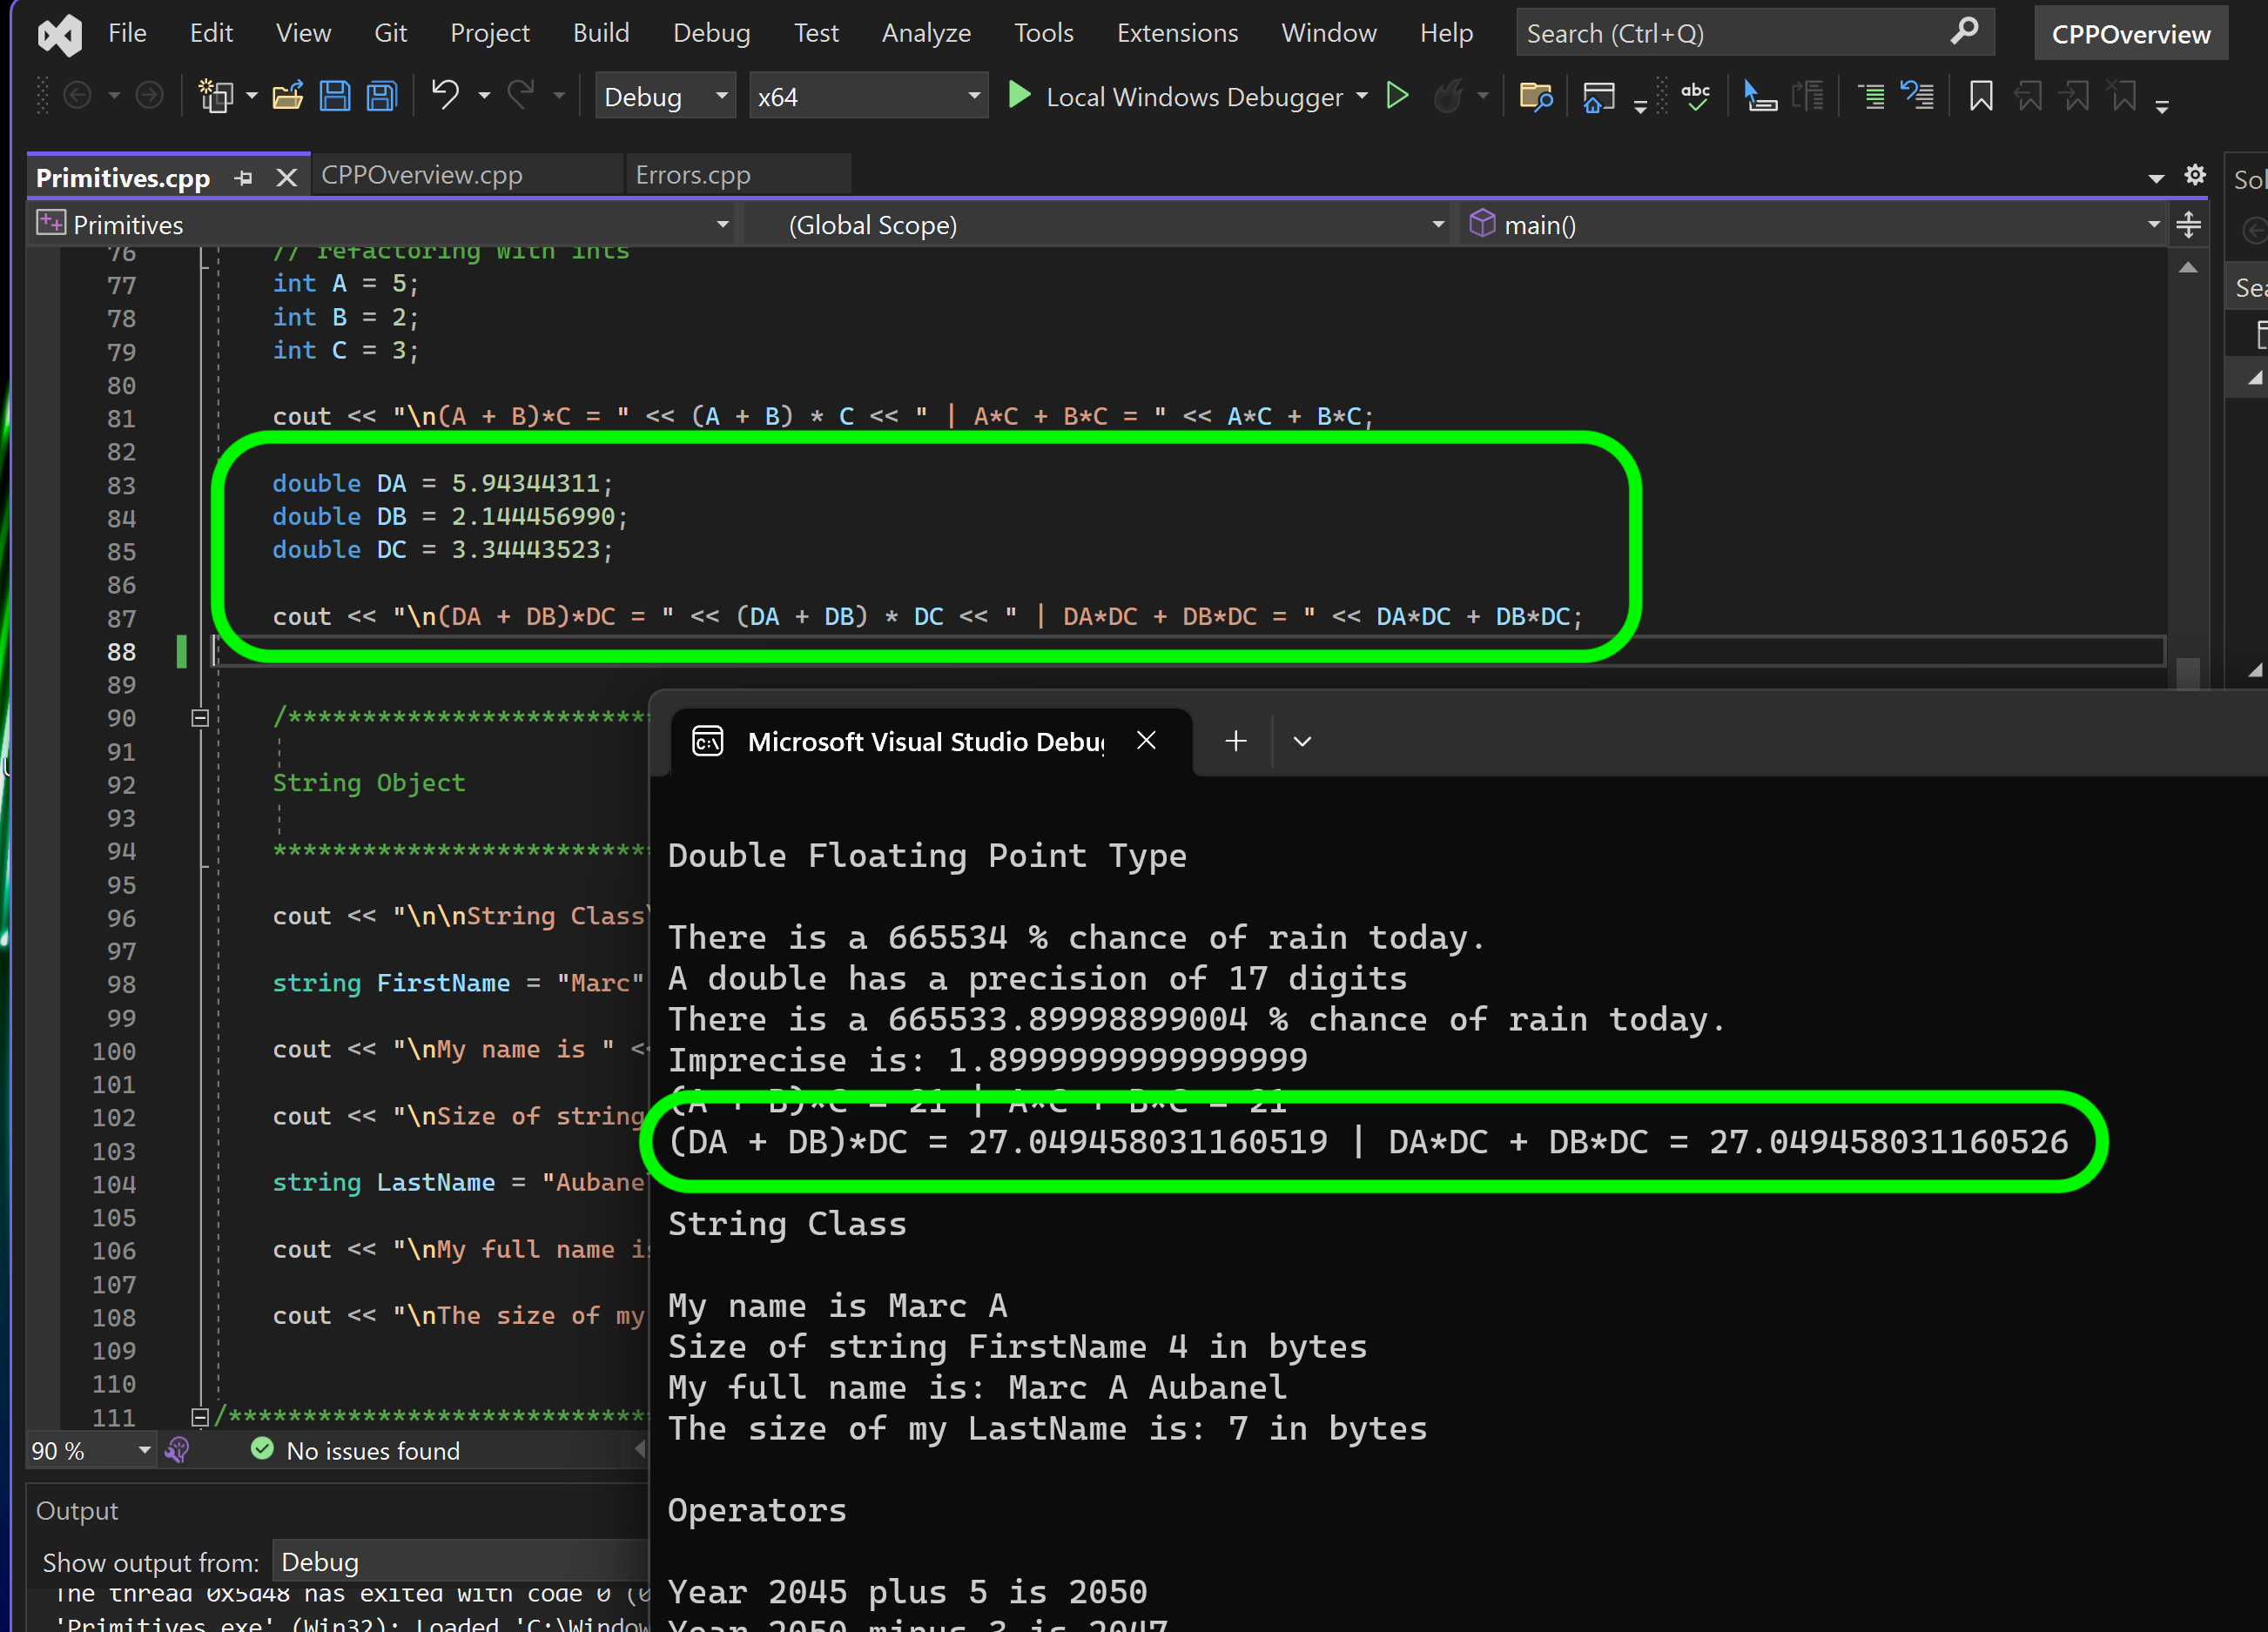 File Edit View Git Project Build Debug Test Analyze Tools Extensions Window Help Search (Ctrl+Q) CPPOverview
Debug x64 Local Windows Debugger abc
Primitives.cpp CPPOverview.cpp Errors.cpp
Sol
Primitives (Global Scope) main()
Sea
76 // refactoring with ints
77 int A = 5;
78 int B = 2;
79 int C = 3;
80
81 cout << "\n(A + B)*C = " << (A + B) * C << " | A*C + B*C = " << A*C + B*C;
82
83 double DA = 5.94344311;
84 double DB = 2.144456990;
85 double DC = 3.34443523;
86
87 cout << "\n(DA + DB)*DC = " << (DA + DB) * DC << " | DA*DC + DB*DC = " << DA*DC + DB*DC;
88
89
90 /*************************
91
92 String Object
93
94 **************************
95
96 cout << "\n\nString Class\
97
98 string FirstName = "Marc"
99
100 cout << "\nMy name is " <<
101
102 cout << "\nSize of string
103
104 string LastName = "Aubane
105
106 cout << "\nMy full name is
107
108 cout << "\nThe size of my
109
110
111 /*****************************
90 % No issues found
Output
Show output from: Debug
The thread 0x5d48 has exited with code 0 (0
'Primitives.exe' (Win32): Loaded 'C:\Window
C:\ Microsoft Visual Studio Debug
Double Floating Point Type
There is a 665534 % chance of rain today.
A double has a precision of 17 digits
There is a 665533.89998899004 % chance of rain today.
Imprecise is: 1.8999999999999999
(A + B)*C = 21 | A*C + B*C = 21
(DA + DB)*DC = 27.049458031160519 | DA*DC + DB*DC = 27.049458031160526
String Class
My name is Marc A
Size of string FirstName 4 in bytes
My full name is: Marc A Aubanel
The size of my LastName is: 7 in bytes
Operators
Year 2045 plus 5 is 2050
Year 2050 minus 3 is 2047